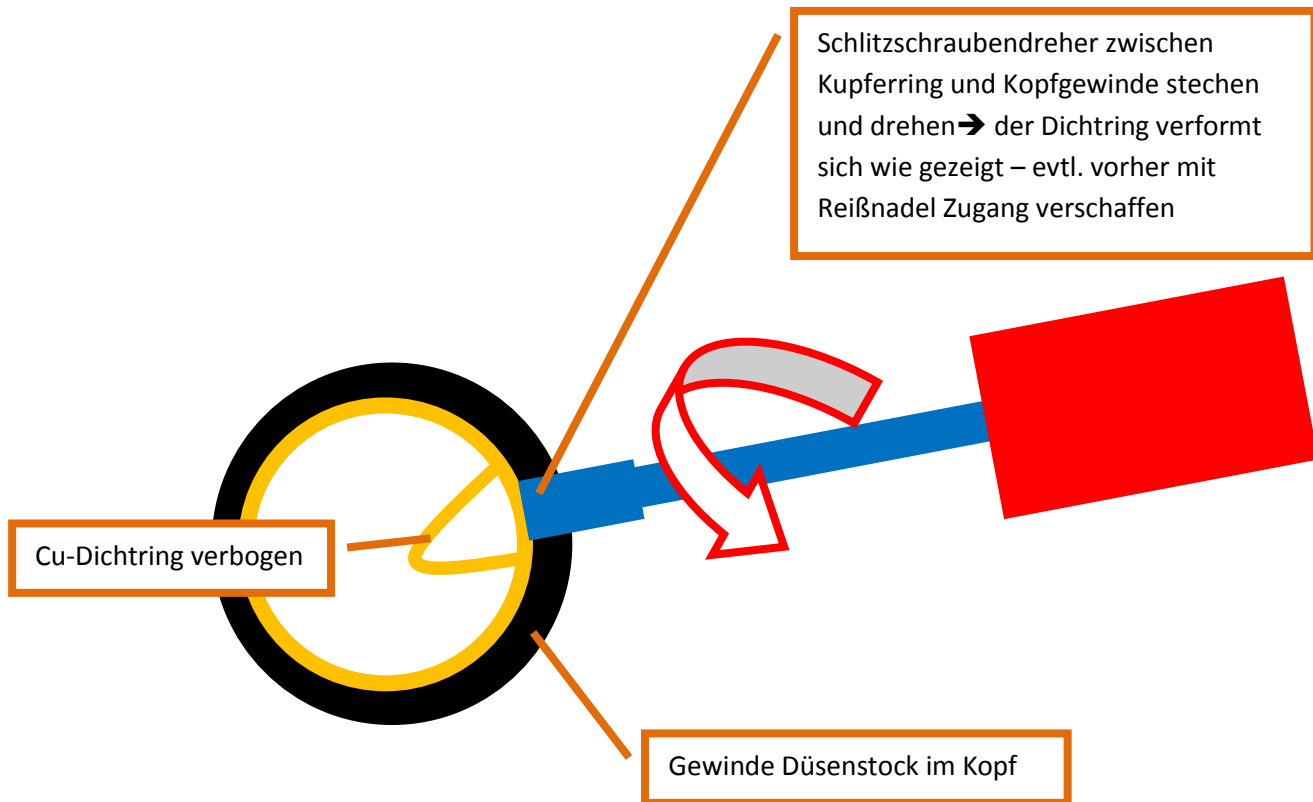 Schlitzschraubendreher zwischen
Kupferring und Kopfgewinde stechen
und drehen➔ der Dichtring verformt
sich wie gezeigt – evtl. vorher mit
Reißnadel Zugang verschaffen
Cu-Dichtring verbogen
Gewinde Düsenstock im Kopf